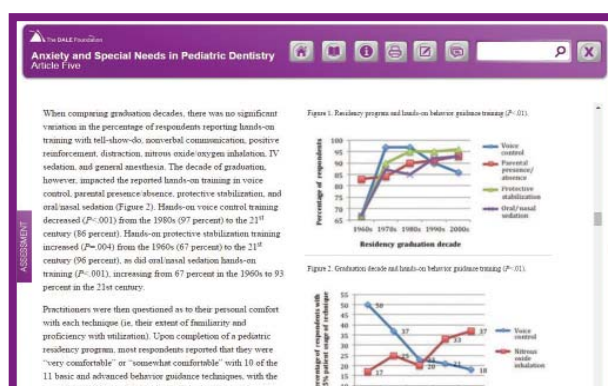 The DALE Foundation
Anxiety and Special Needs in Pediatric Dentistry
Article Five
ASSESSMENT
When comparing graduation decades, there was no significant
variation in the percentage of respondents reporting hands-on
training with tell-show-do, nonverbal communication, positive
reinforcement, distraction, nitrous oxide/oxygen inhalation, IV
sedation, and general anesthesia. The decade of graduation,
however, impacted the reported hands-on training in voice
control, parental presence/absence, protective stabilization, and
oral/nasal sedation (Figure 2). Hands-on voice control training
decreased (P<.001) from the 1980s (97 percent) to the 21st
century (86 percent). Hands-on protective stabilization training
increased (P=.004) from the 1960s (67 percent) to the 21st
century (96 percent), as did oral/nasal sedation hands-on
training (P<.001), increasing from 67 percent in the 1960s to 93
percent in the 21st century.
Practitioners were then questioned as to their personal comfort
with each technique (ie, their extent of familiarity and
proficiency with utilization). Upon completion of a pediatric
residency program, most respondents reported that they were
"very comfortable" or "somewhat comfortable" with 10 of the
11 basic and advanced behavior guidance techniques, with the
Figure 1. Residency program and hands-on behavior guidance training (P<.01).
Percentage of respondents
100
95
90
85
80
75
70
65
1960s 1970s 1980s 1990s 2000s
Residency graduation decade
Voice
control
Parental
presence/
absence
Protective
stabilization
Oral/nasal
sedation
Figure 2. Graduation decade and hands-on behavior guidance training (P<.01).
percentage of respondents with
5% patient usage of technique
55
50
45
40
35
30
25
20
15
10
50
37
20
21
18
17
25
20
33
37
Voice
control
Nitrous
oxide
inhalation